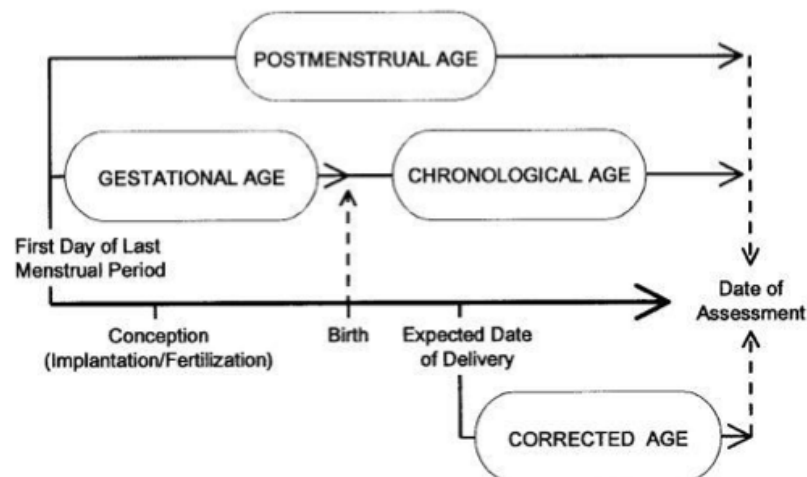 POSTMENSTRUAL AGE
GESTATIONAL AGE
CHRONOLOGICAL AGE
First Day of Last
Menstrual Period
Date of
Assessment
Conception
(Implantation/Fertilization)
Birth
Expected Date
of Delivery
CORRECTED AGE